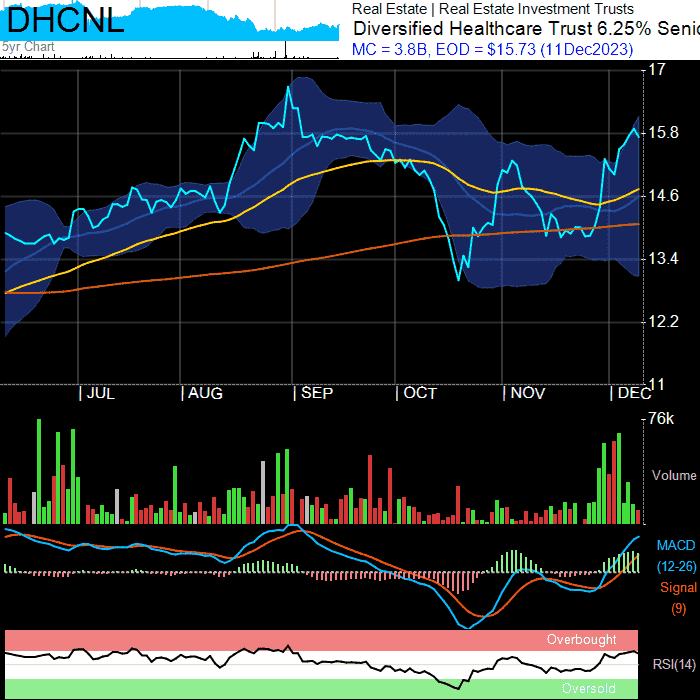 DHCNL
Real Estate | Real Estate Investment Trusts
Diversified Healthcare Trust 6.25% Seni
MC = 3.8B, EOD = $15.73 (11Dec2023)
5yr Chart
17
15.8
14.6
13.4
12.2
11
| JUL | AUG | SEP | OCT | NOV | DEC
76k
Volume
MACD
(12-26)
Signal
(9)
Overbought
RSI(14)
Oversold